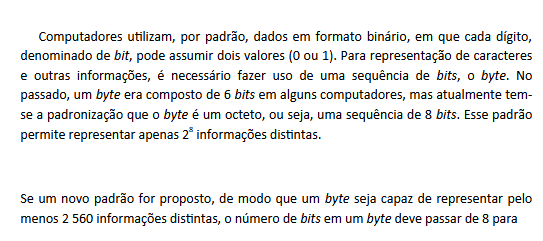 Computadores utilizam, por padrão, dados em formato binário, em que cada dígito,
denominado de bit, pode assumir dois valores (0 ou 1). Para representação de caracteres
e outras informações, é necessário fazer uso de uma sequência de bits, o byte. No
passado, um byte era composto de 6 bits em alguns computadores, mas atualmente tem-
se a padronização que o byte é um octeto, ou seja, uma sequência de 8 bits. Esse padrão
permite representar apenas 2⁸ informações distintas.
Se um novo padrão for proposto, de modo que um byte seja capaz de representar pelo
menos 2 560 informações distintas, o número de bits em um byte deve passar de 8 para